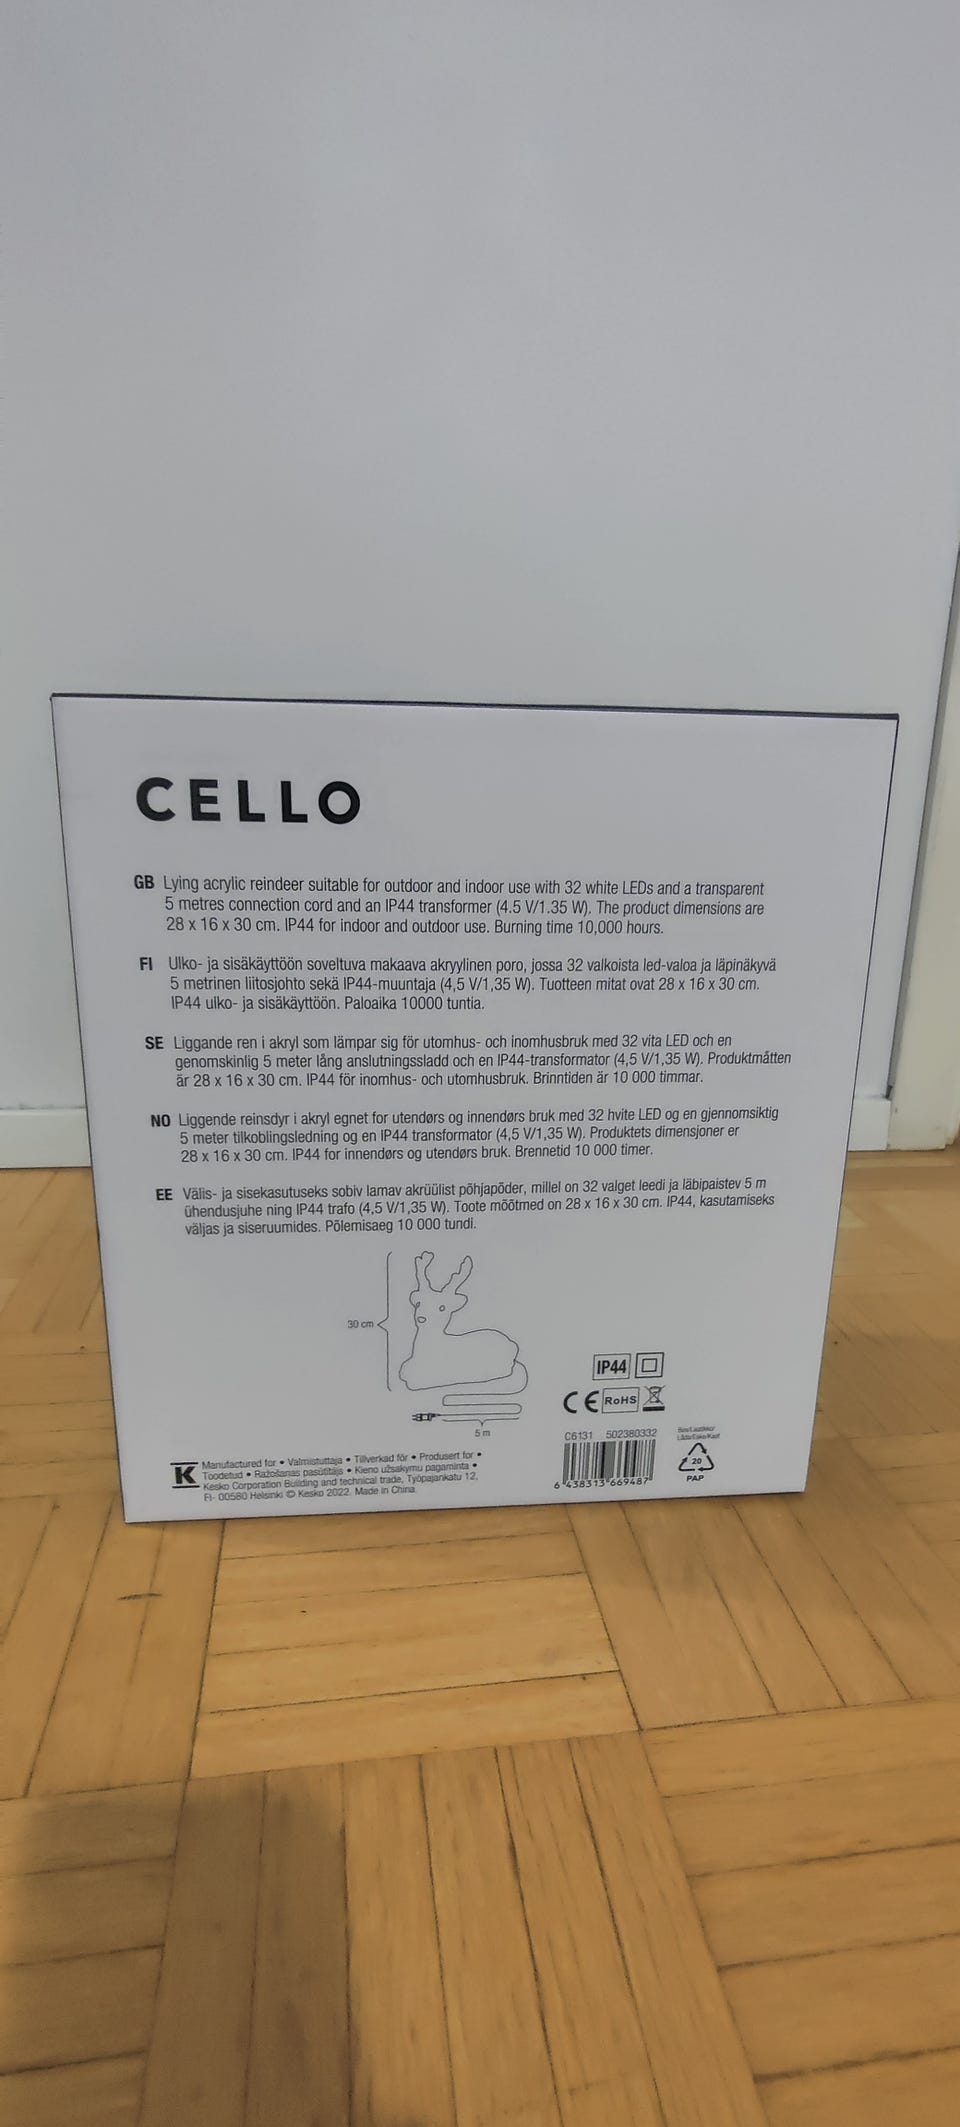 CELLO
GB Lying acrylic reindeer suitable for outdoor and indoor use with 32 white LEDs and a transparent
5 metres connection cord and an IP44 transformer (4.5 V/1.35 W). The product dimensions are
28 x 16 x 30 cm. IP44 for indoor and outdoor use. Burning time 10,000 hours.
FI Ulko- ja sisäkäyttöön soveltuva makaava akryylinen poro, jossa 32 valkoista led-valoa ja läpinäkyvä
5 metrinen liitosjohto sekä IP44-muuntaja (4,5 V/1,35 W). Tuotteen mitat ovat 28 x 16 x 30 cm.
IP44 ulko- ja sisäkäyttöön. Paloaika 10000 tuntia.
SE Liggande ren i akryl som lämpar sig för utomhus- och inomhusbruk med 32 vita LED och en
genomskinlig 5 meter lång anslutningssladd och en IP44-transformator (4,5 V/1,35 W). Produktmåtten
är 28 x 16 x 30 cm. IP44 för inomhus- och utomhusbruk. Brinntiden är 10 000 timmar.
NO Liggende reinsdyr i akryl egnet for utendørs og innendørs bruk med 32 hvite LED og en gjennomsiktig
5 meter tilkoblingsledning og en IP44 transformator (4,5 V/1,35 W). Produktets dimensjoner er
28 x 16 x 30 cm. IP44 for innendørs og utendørs bruk. Brennetid 10 000 timer.
EE Välis- ja sisekasutuseks sobiv lamav akrüülist põhjapõder, millel on 32 valget leedi ja läbipaistev 5 m
ühendusjuhe ning IP44 trafo (4,5 V/1,35 W). Toote mõõtmed on 28 x 16 x 30 cm. IP44, kasutamiseks
väljas ja siseruumides. Põlemisaeg 10 000 tundi.
30 cm
5 m
IP44
CE RoHS
C6131 502380332
6 438313 669487
20
PAP
K
Manufactured for • Valmistuttaja • Tillverkad för • Produsert for •
Toodetud • Ražošanas pasūtītājs • Kieno užsakymu pagaminta •
Kesko Corporation Building and technical trade, Työpajankatu 12,
FI- 00580 Helsinki © Kesko 2022. Made in China.